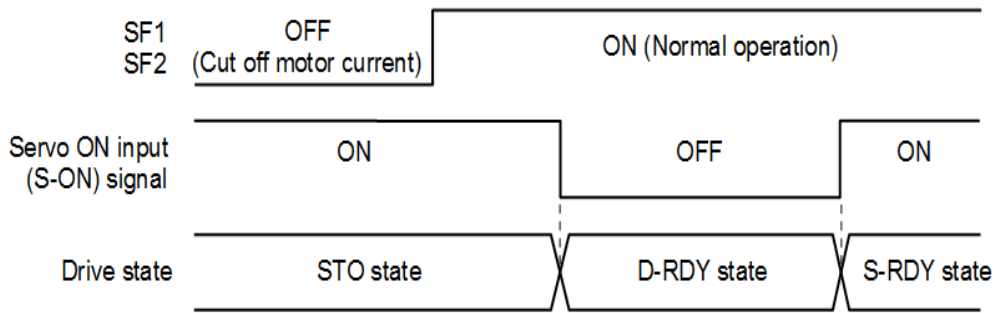 SF1
SF2
OFF
(Cut off motor current)
ON (Normal operation)
Servo ON input
(S-ON) signal
ON
OFF
ON
Drive state
STO state
D-RDY state
S-RDY state